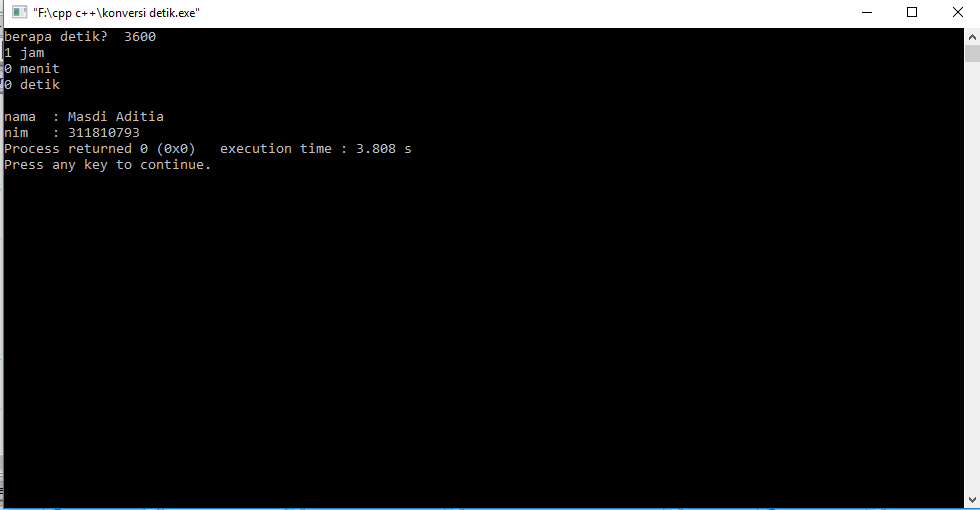 "F:\cpp c++\konversi detik.exe"
berapa detik?  3600
1 jam
0 menit
0 detik
nama  : Masdi Aditia
nim   : 311810793
Process returned 0 (0x0)   execution time : 3.808 s
Press any key to continue.